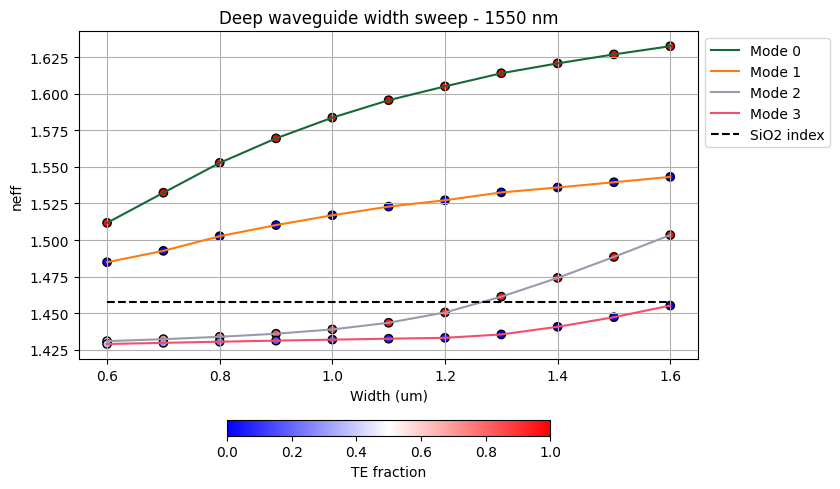 Deep waveguide width sweep - 1550 nm
neff
1.625
1.600
1.575
1.550
1.525
1.500
1.475
1.450
1.425
0.6
0.8
1.0
1.2
1.4
1.6
Width (um)
Mode 0
Mode 1
Mode 2
Mode 3
SiO2 index
0.0
0.2
0.4
0.6
0.8
1.0
TE fraction